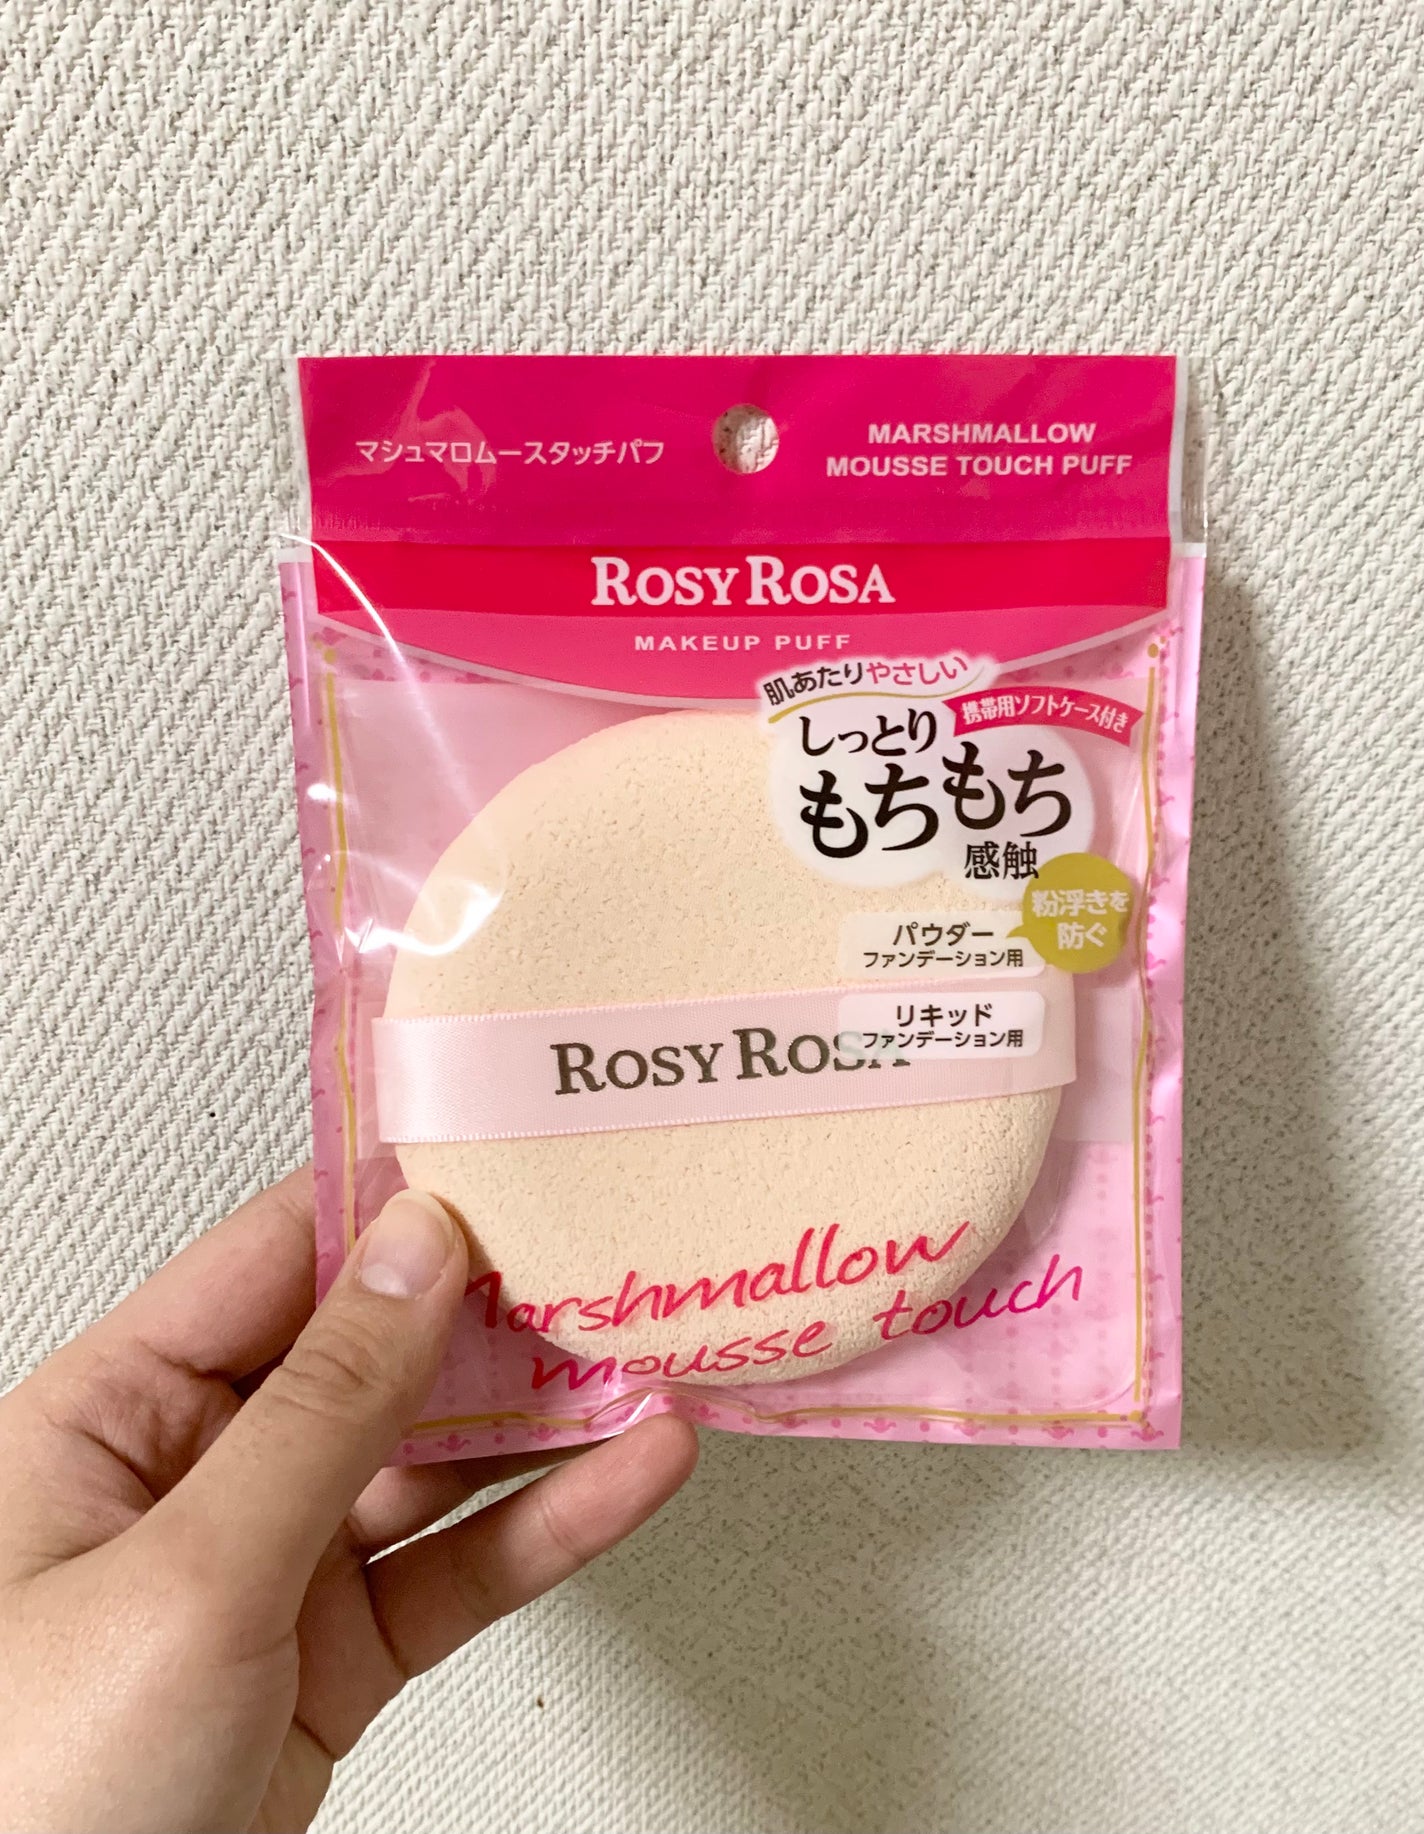 マシュマロムースタッチパフ
MARSHMALLOW
MOUSSE TOUCH PUFF
ROSY ROSA
MAKEUP PUFF
肌あたりやさしい
携帯用ソフトケース付き
しっとり
もちもち
感触
粉浮きを
防ぐ
パウダー
ファンデーション用
リキッド
ファンデーション用
ROSY ROSA
Marshmallow
mousse touch